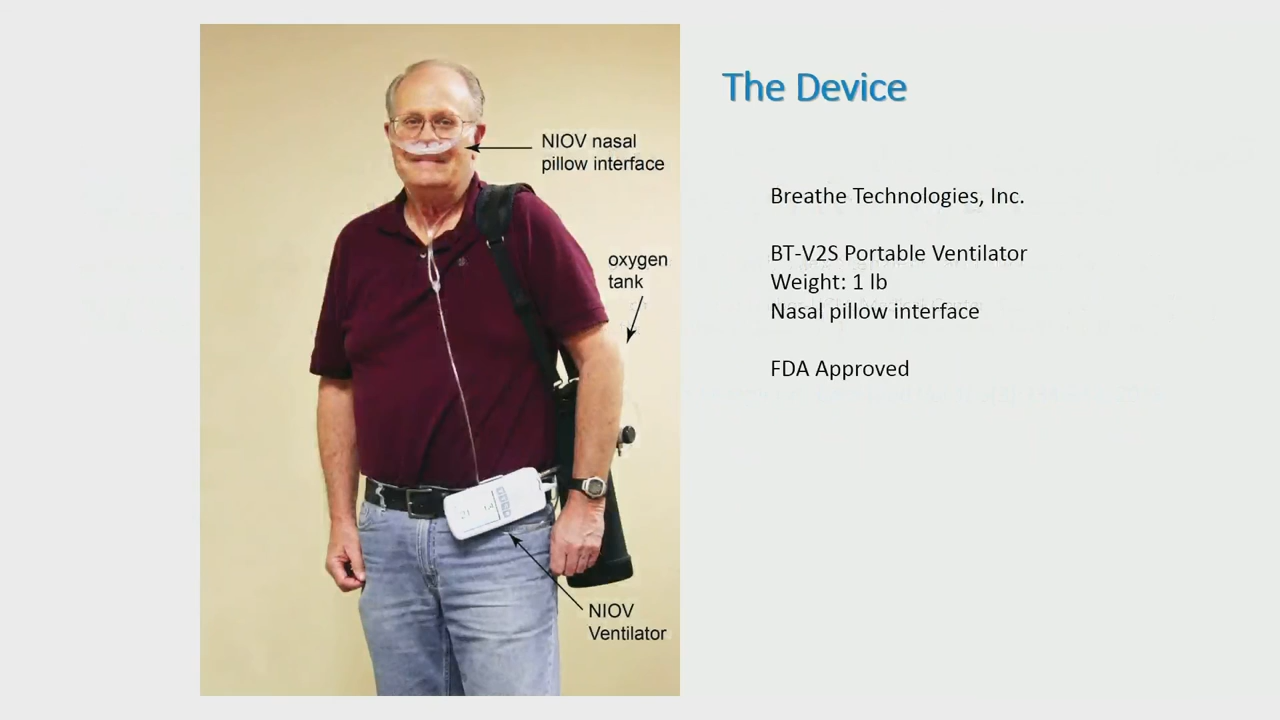 The Device
NIOV nasal
pillow interface
oxygen
tank
NIOV
Ventilator
Breathe Technologies, Inc.
BT-V2S Portable Ventilator
Weight: 1 lb
Nasal pillow interface
FDA Approved